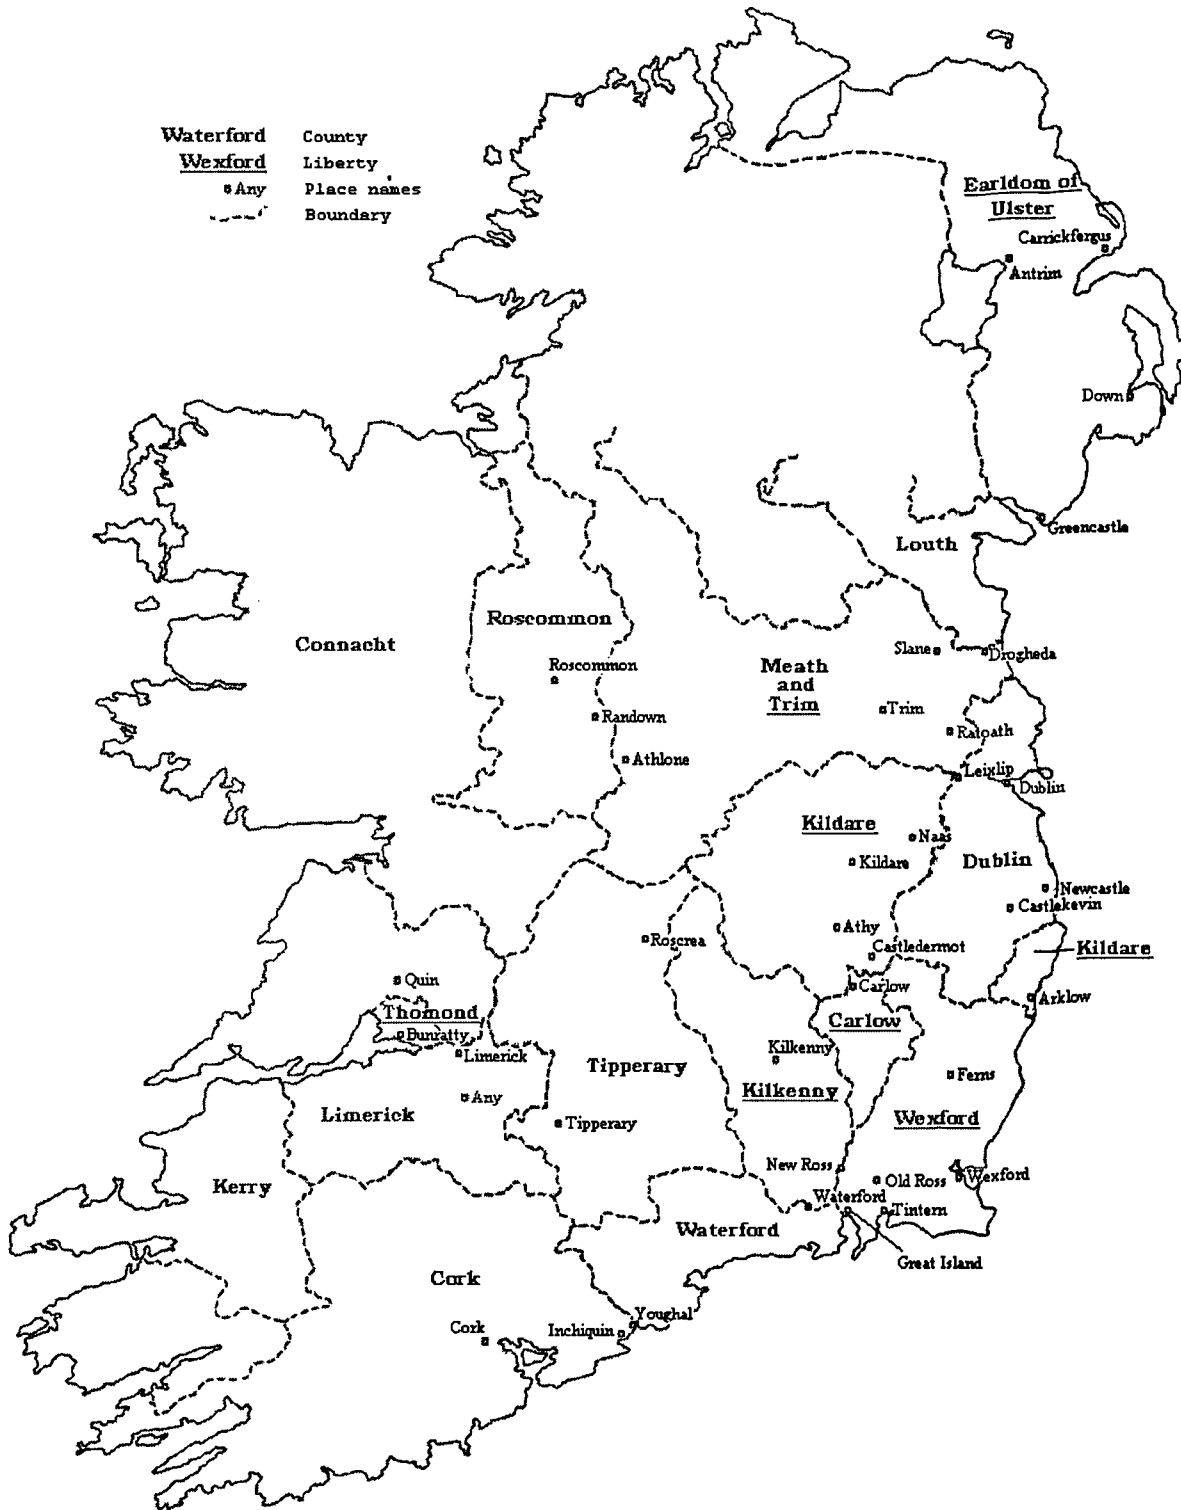 Waterford County
Wexford Liberty
Any Place names
Boundary
Earldom of
Ulster
Carrickfergus
Antrim
Down
Greencastle
Louth
Roscommon
Connacht
Roscommon
Slane
Drogheda
Meath
and
Trim
Trim
Randown
Ratoath
Athlone
Leixlip
Dublin
Kildare
Naas
Kildare
Dublin
Newcastle
Castlekevin
Athy
Roscrea
Castledermot
Kildare
Quin
Carlow
Arklow
Thomond
Carlow
Bunratty
Limerick
Kilkenny
Tipperary
Ferns
Kilkenny
Any
Limerick
Tipperary
Wexford
New Ross
Old Ross
Wexford
Kerry
Waterford
Tintern
Waterford
Great Island
Cork
Youghal
Cork
Inchiquin